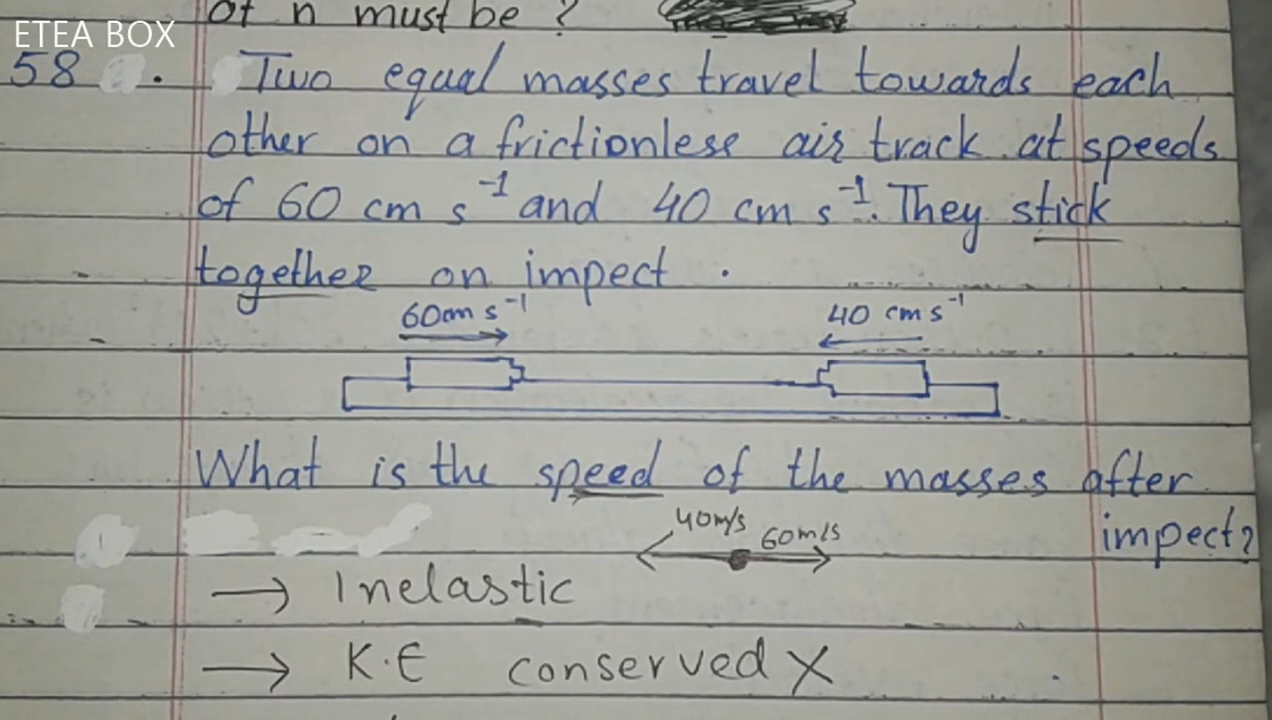 of n must be ?
ETEA BOX
58 . Two equal masses travel towards each
other on a frictionless air track at speeds
of 60 cm s⁻¹ and 40 cm s⁻¹. They stick
together on impect .
60cm s⁻¹ 40 cm s⁻¹
What is the speed of the masses after
impect?
40m/s 60m/s
→ Inelastic
→ K.E conserved X